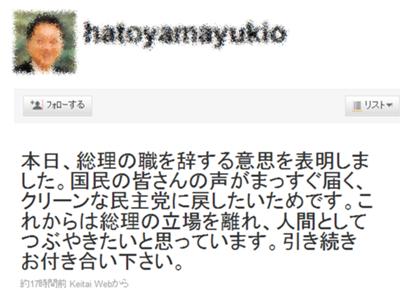 hatoyamayukio
フォローする
リスト
本日、総理の職を辞する意思を表明しまし
た。国民の皆さんの声がまっすぐ届く、
クリーンな民主党に戻したいためです。こ
れからは総理の立場を離れ、人間として
つぶやきたいと思っています。引き続き
お付き合い下さい。
約17時間前 Keitai Webから